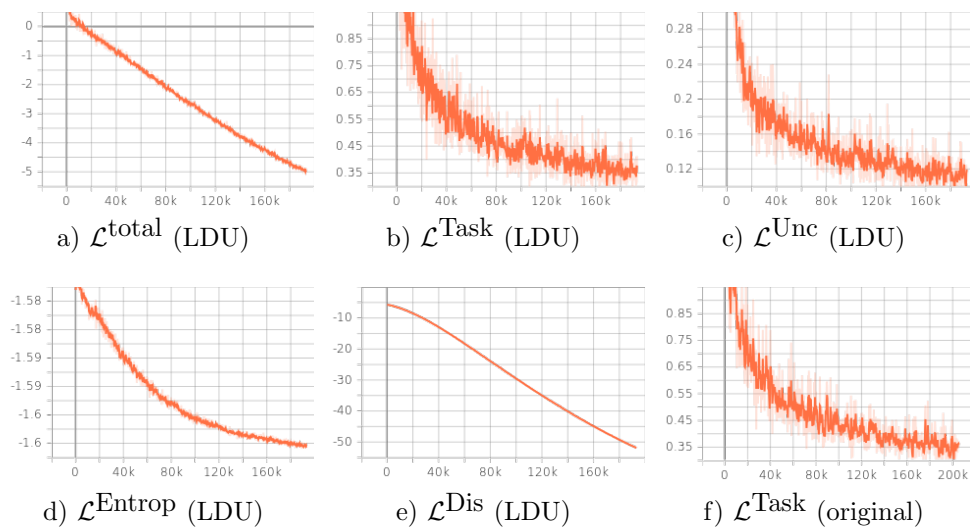 0
-1
-2
-3
-4
-5
0 40k 80k 120k 160k
a) ℒ^total (LDU)
0.85
0.75
0.65
0.55
0.45
0.35
0 40k 80k 120k 160k
b) ℒ^Task (LDU)
0.28
0.24
0.2
0.16
0.12
0 40k 80k 120k 160k
c) ℒ^Unc (LDU)
-1.58
-1.58
-1.59
-1.59
-1.6
-1.6
0 40k 80k 120k 160k
d) ℒ^Entrop (LDU)
-10
-20
-30
-40
-50
0 40k 80k 120k 160k
e) ℒ^Dis (LDU)
0.85
0.75
0.65
0.55
0.45
0.35
0 40k 80k 120k 160k 200k
f) ℒ^Task (original)